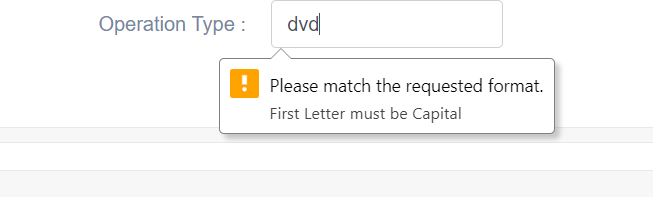 Operation Type : dvd
Please match the requested format.
First Letter must be Capital